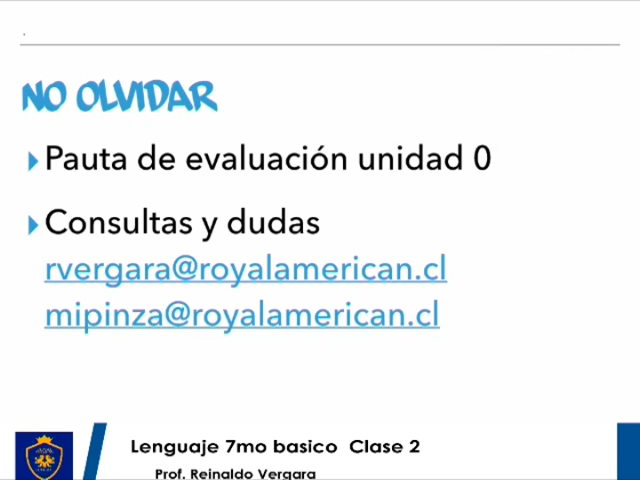 NO OLVIDAR
Pauta de evaluación unidad 0
Consultas y dudas
rvergara@royalamerican.cl
mipinza@royalamerican.cl
Lenguaje 7mo basico Clase 2
Prof. Reinaldo Vergara